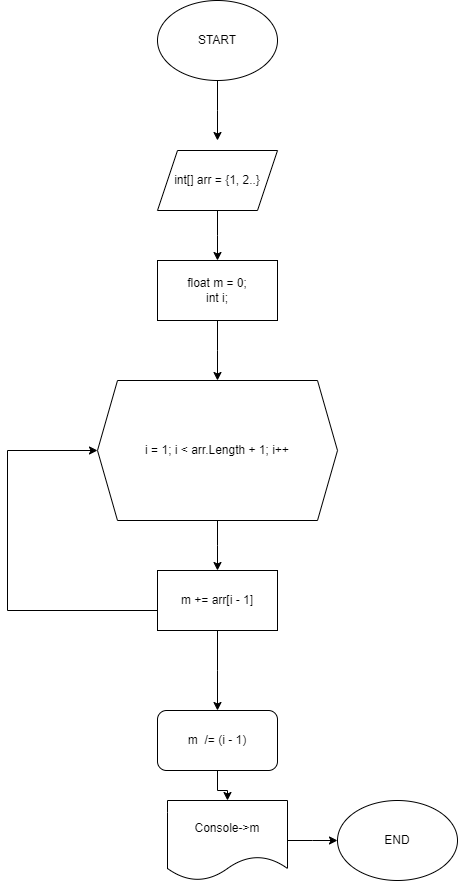 START
int[] arr = {1, 2..}
float m = 0;
int i;
i = 1; i < arr.Length + 1; i++
m += arr[i - 1]
m  /= (i - 1)
Console->m
END